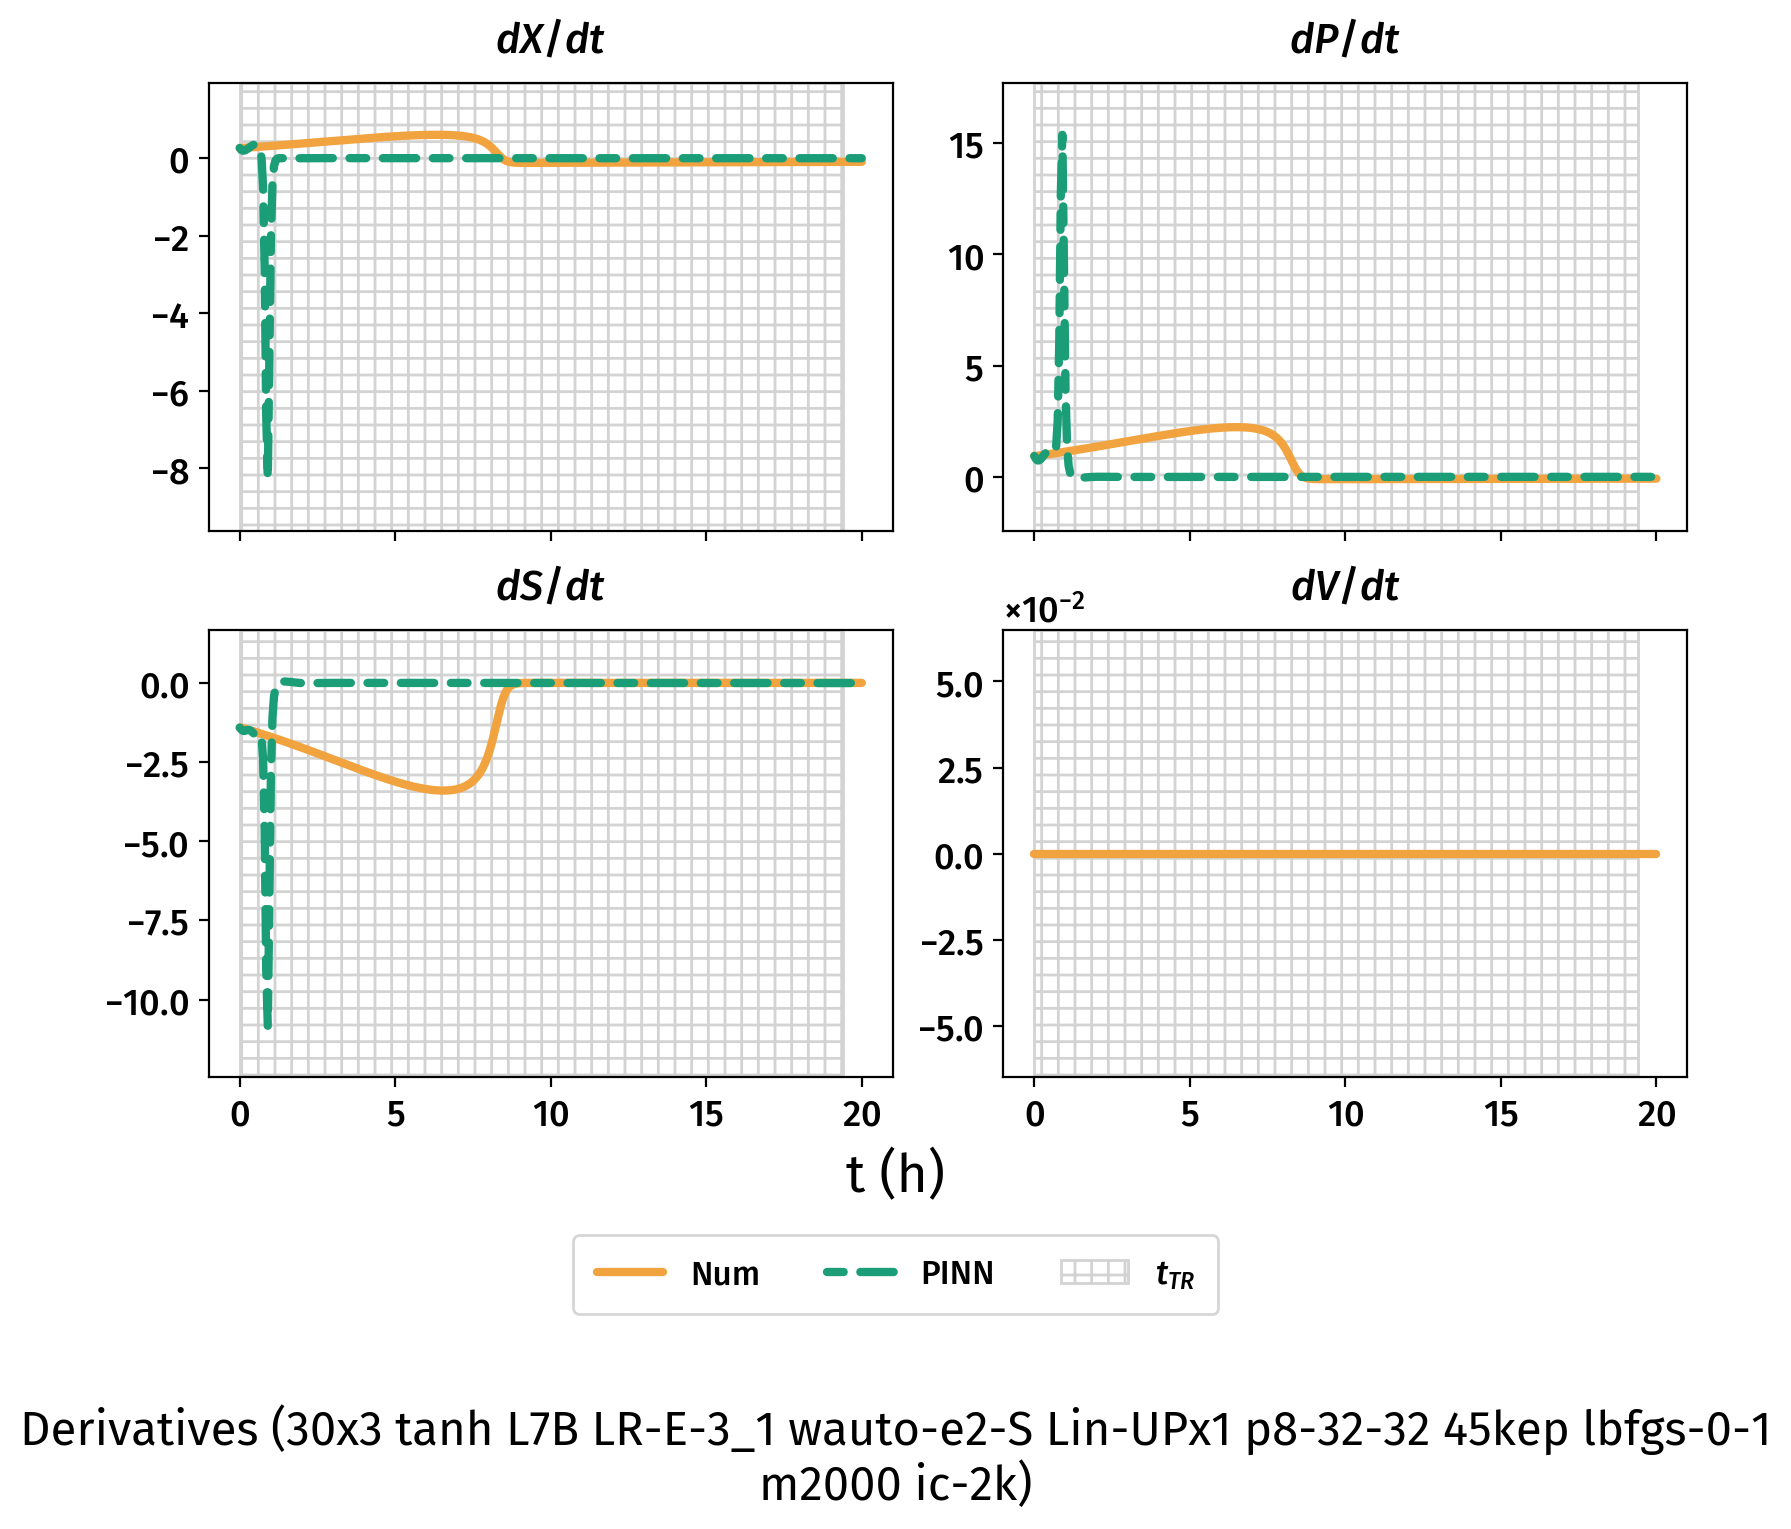 dX/dt
dP/dt
0
−2
−4
−6
−8
15
10
5
0
dS/dt
dV/dt
×10⁻²
0.0
−2.5
−5.0
−7.5
−10.0
5.0
2.5
0.0
−2.5
−5.0
0 5 10 15 20
0 5 10 15 20
t (h)
Num PINN t_TR
Derivatives (30x3 tanh L7B LR-E-3_1 wauto-e2-S Lin-UPx1 p8-32-32 45kep lbfgs-0-1
m2000 ic-2k)